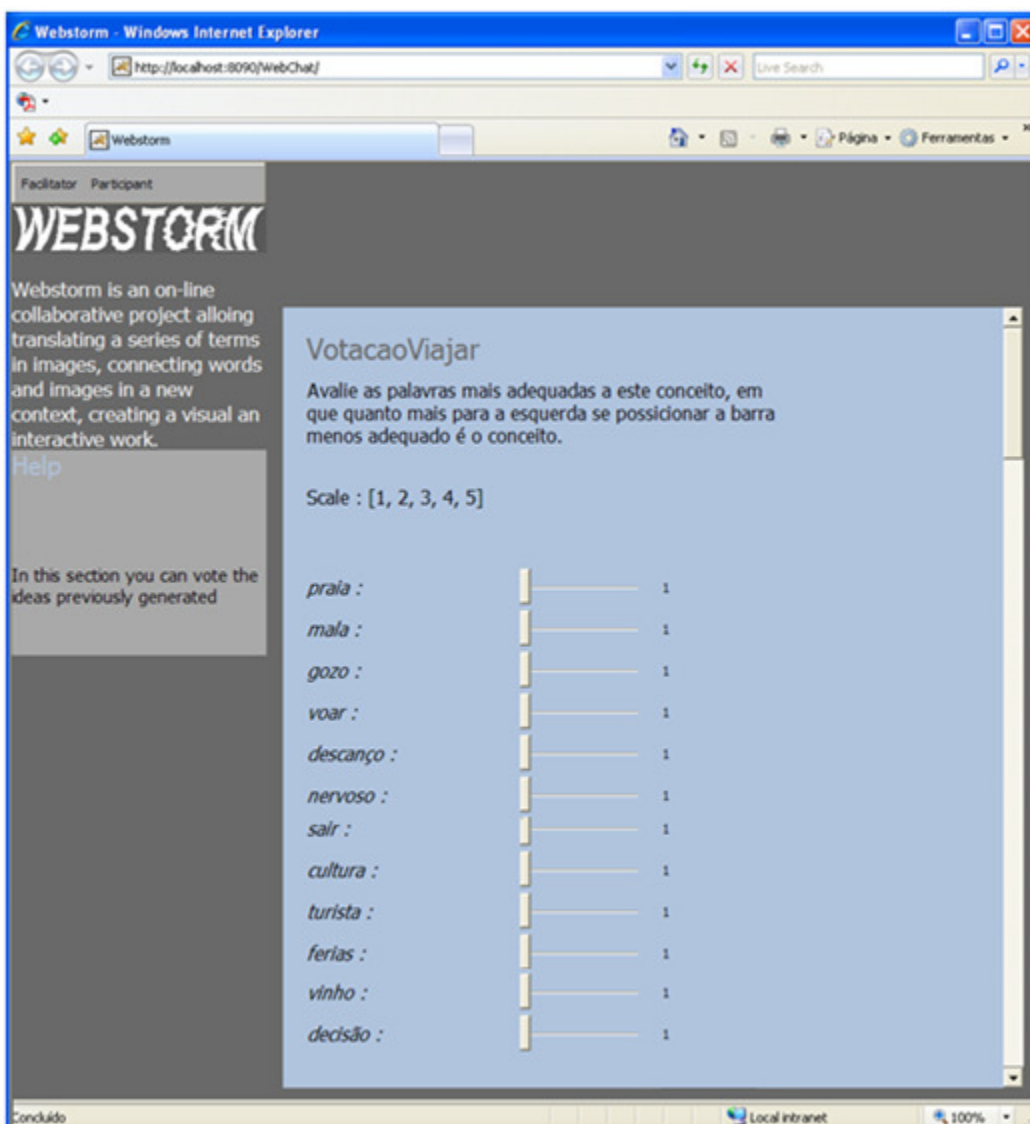 Webstorm - Windows Internet Explorer
http://localhost:8090/WebChat/
Live Search
Webstorm
Página
Ferramentas
Facilitator Participant
WEBSTORM
Webstorm is an on-line
collaborative project alloing
translating a series of terms
in images, connecting words
and images in a new
context, creating a visual an
interactive work.
Help
In this section you can vote the
ideas previously generated
VotacaoViajar
Avalie as palavras mais adequadas a este conceito, em
que quanto mais para a esquerda se possicionar a barra
menos adequado é o conceito.
Scale : [1, 2, 3, 4, 5]
praia : 1
mala : 1
gozo : 1
voar : 1
descanço : 1
nervoso : 1
sair : 1
cultura : 1
turista : 1
ferias : 1
vinho : 1
decisão : 1
Concluído
Local intranet
100%